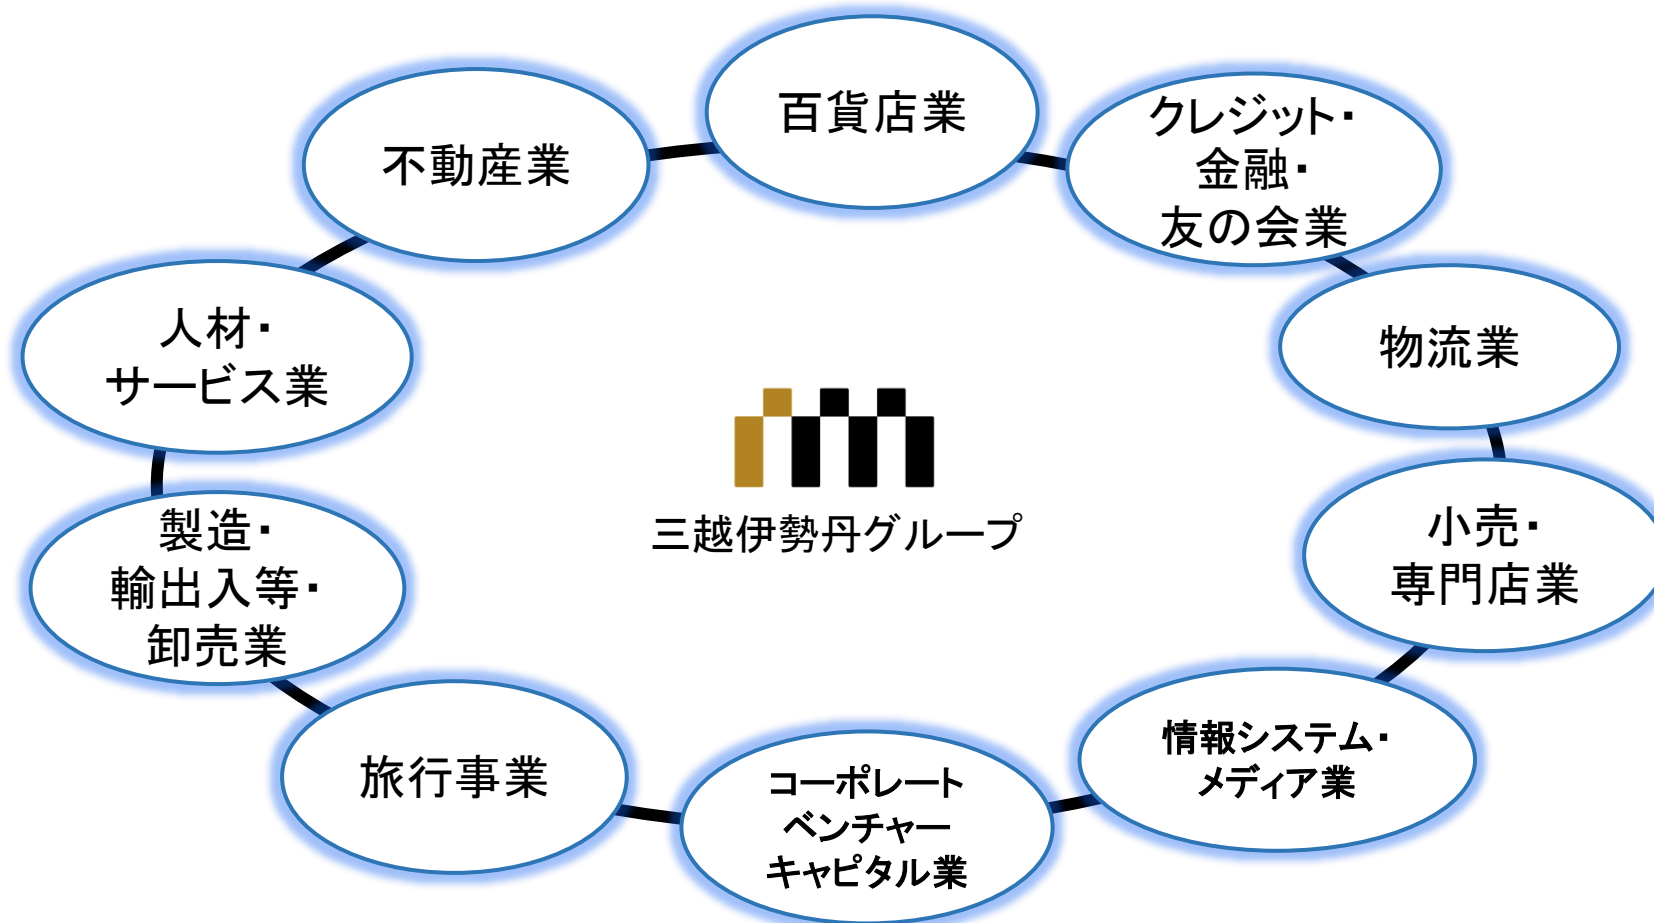 百貨店業
クレジット・
金融・
友の会業
物流業
小売・
専門店業
情報システム・
メディア業
コーポレート
ベンチャー
キャピタル業
旅行事業
製造・
輸出入等・
卸売業
人材・
サービス業
不動産業
三越伊勢丹グループ